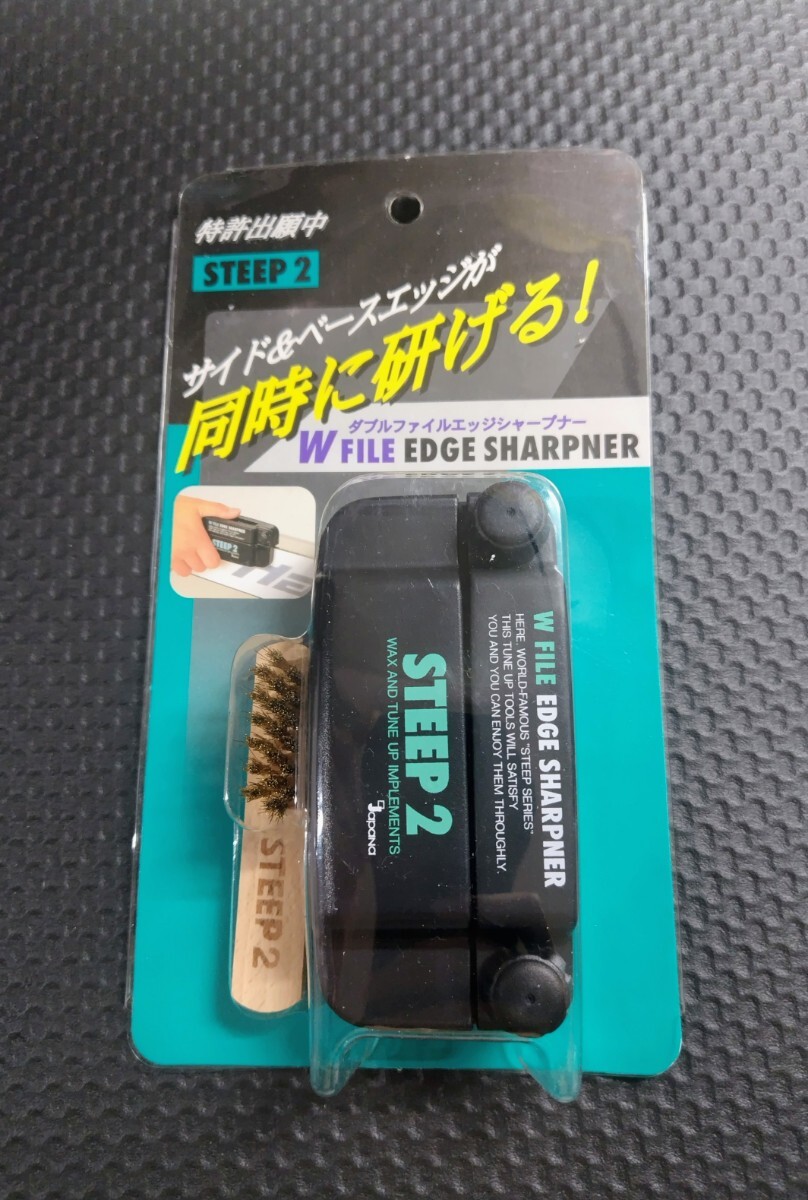 特許出願中
STEEP 2
サイド&ベースエッジが
同時に研げる!
ダブルファイルエッジシャープナー
W FILE EDGE SHARPNER
STEEP 2
STEEP 2
STEEP 2
WAX AND TUNE UP IMPLEMENTS
Japana
W FILE EDGE SHARPNER
HERE, WORLD-FAMOUS "STEEP SERIES"
THIS TUNE UP TOOLS WILL SATISFY
YOU AND YOU CAN ENJOY THEM THROUGHLY.